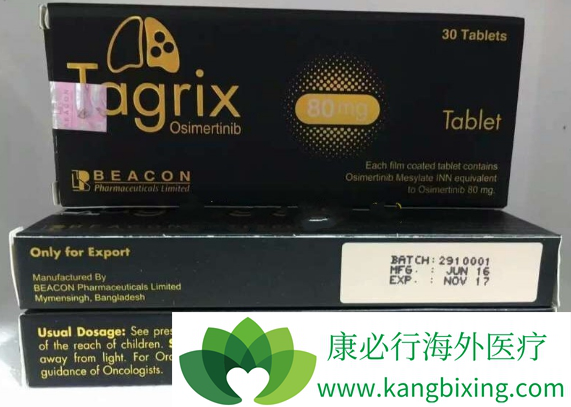 30 Tablets
Tagrix
Osimertinib
80 mg
Tablet
BEACON
BEACON
Pharmaceuticals Limited
Each film coated tablet contains
Osimertinib Mesylate INN equivalent
to Osimertinib 80 mg.
Only for Export
Manufactured By
BEACON Pharmaceuticals Limited
Mymensingh, Bangladesh
BATCH: 2910001
MFG. : JUN 16
EXP. : NOV 17
Usual Dosage: See pres
of the reach of children. S
away from light. For Or
guidance of Oncologists.
康必行海外医疗
www.kangbixing.com